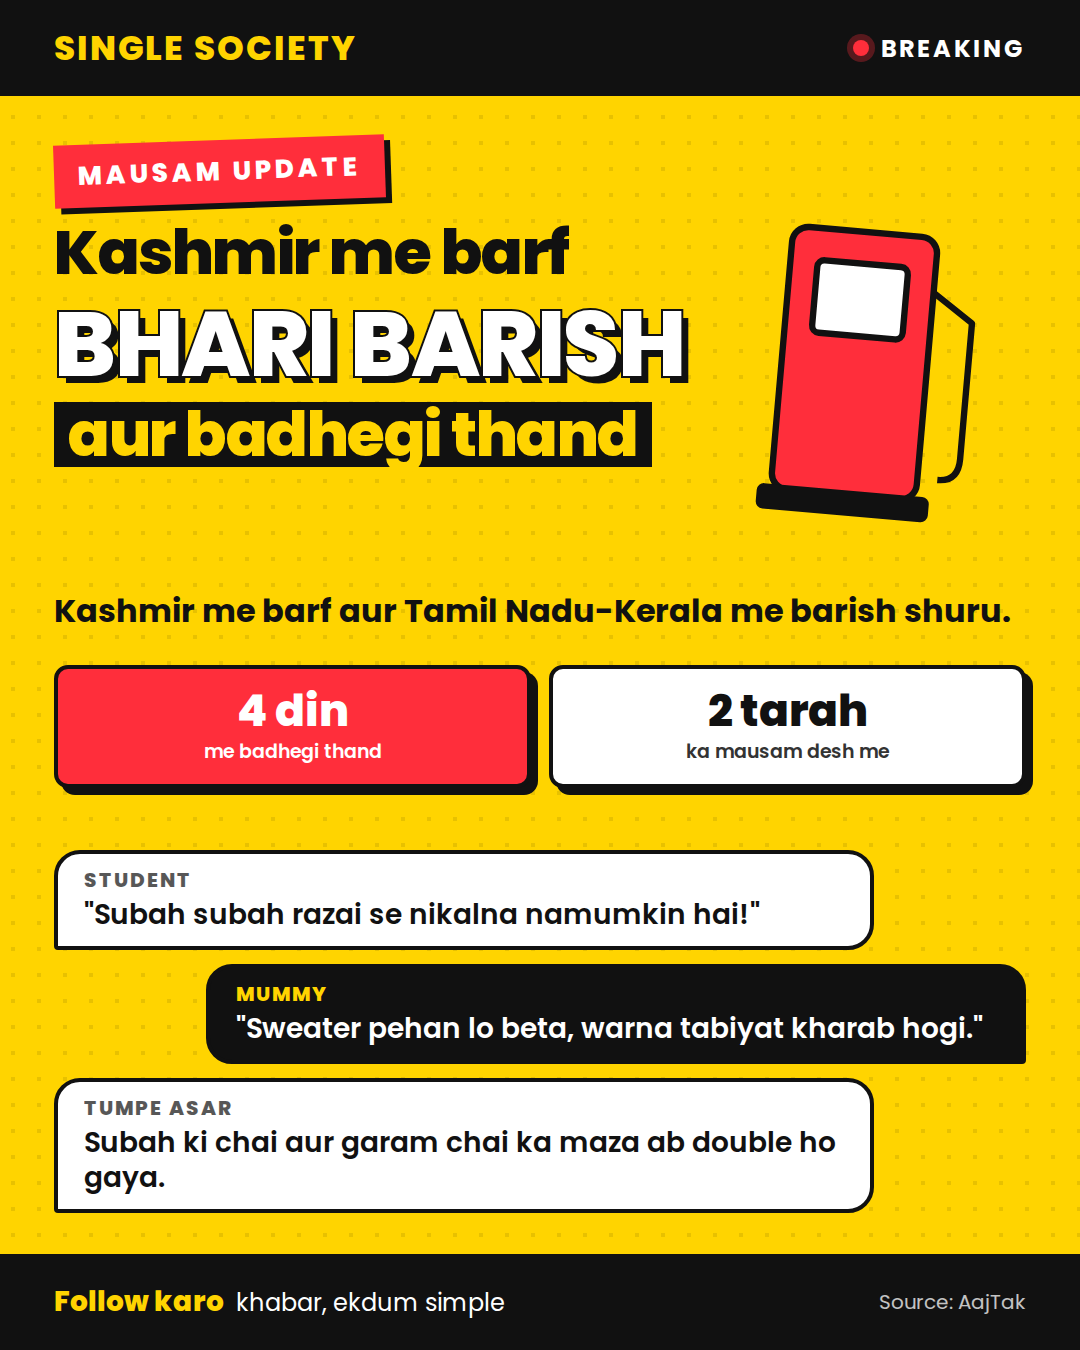 SINGLE SOCIETY
BREAKING
MAUSAM UPDATE
Kashmir me barf
BHARI BARISH
aur badhegi thand
Kashmir me barf aur Tamil Nadu-Kerala me barish shuru.
4 din
me badhegi thand
2 tarah
ka mausam desh me
STUDENT
"Subah subah razai se nikalna namumkin hai!"
MUMMY
"Sweater pehan lo beta, warna tabiyat kharab hogi."
TUMPE ASAR
Subah ki chai aur garam chai ka maza ab double ho
gaya.
Follow karo khabar, ekdum simple
Source: AajTak